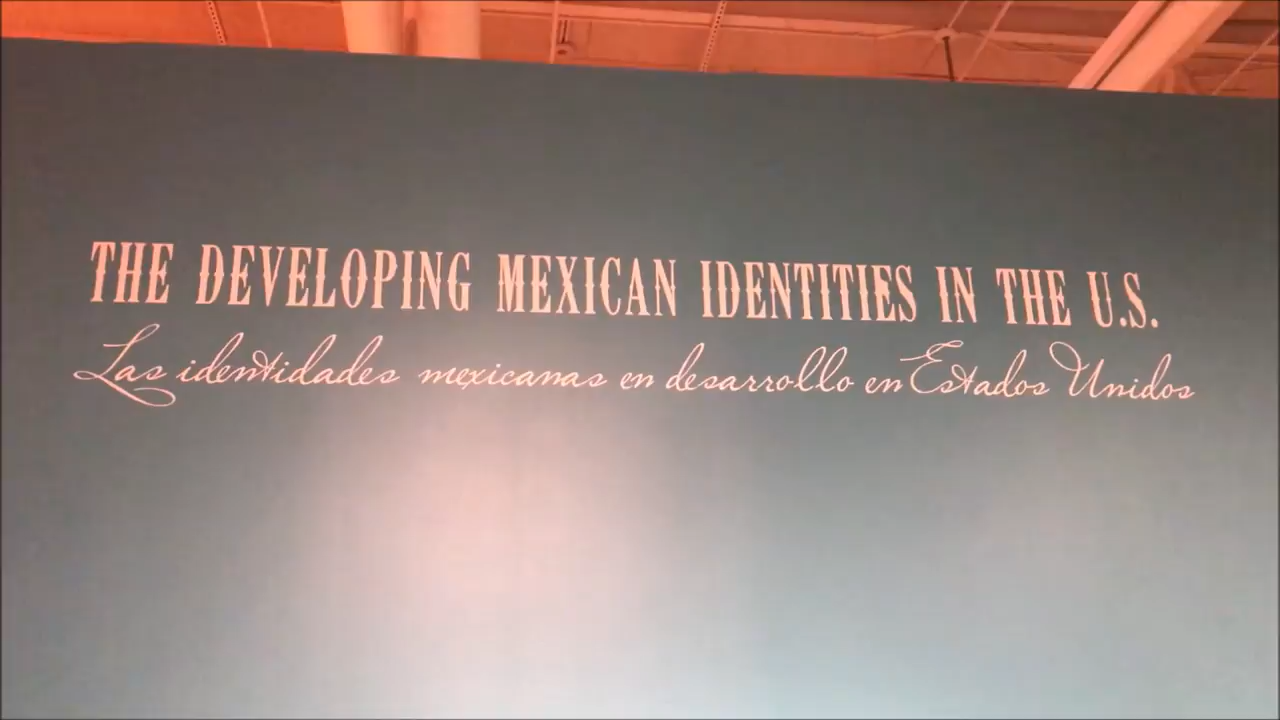 THE DEVELOPING MEXICAN IDENTITIES IN THE U.S.
Las identidades mexicanas en desarrollo en Estados Unidos